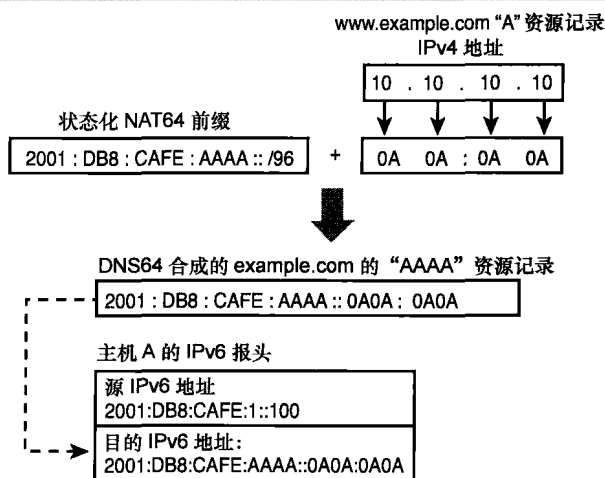 www.example.com “A” 资源记录
IPv4 地址
10 . 10 . 10 . 10
状态化 NAT64 前缀
2001 : DB8 : CAFE : AAAA :: /96 + 0A 0A : 0A 0A
DNS64 合成的 example.com 的“AAAA”资源记录
2001 : DB8 : CAFE : AAAA :: 0A0A : 0A0A
主机 A 的 IPv6 报头
源 IPv6 地址
2001:DB8:CAFE:1::100
目的 IPv6 地址：
2001:DB8:CAFE:AAAA::0A0A:0A0A